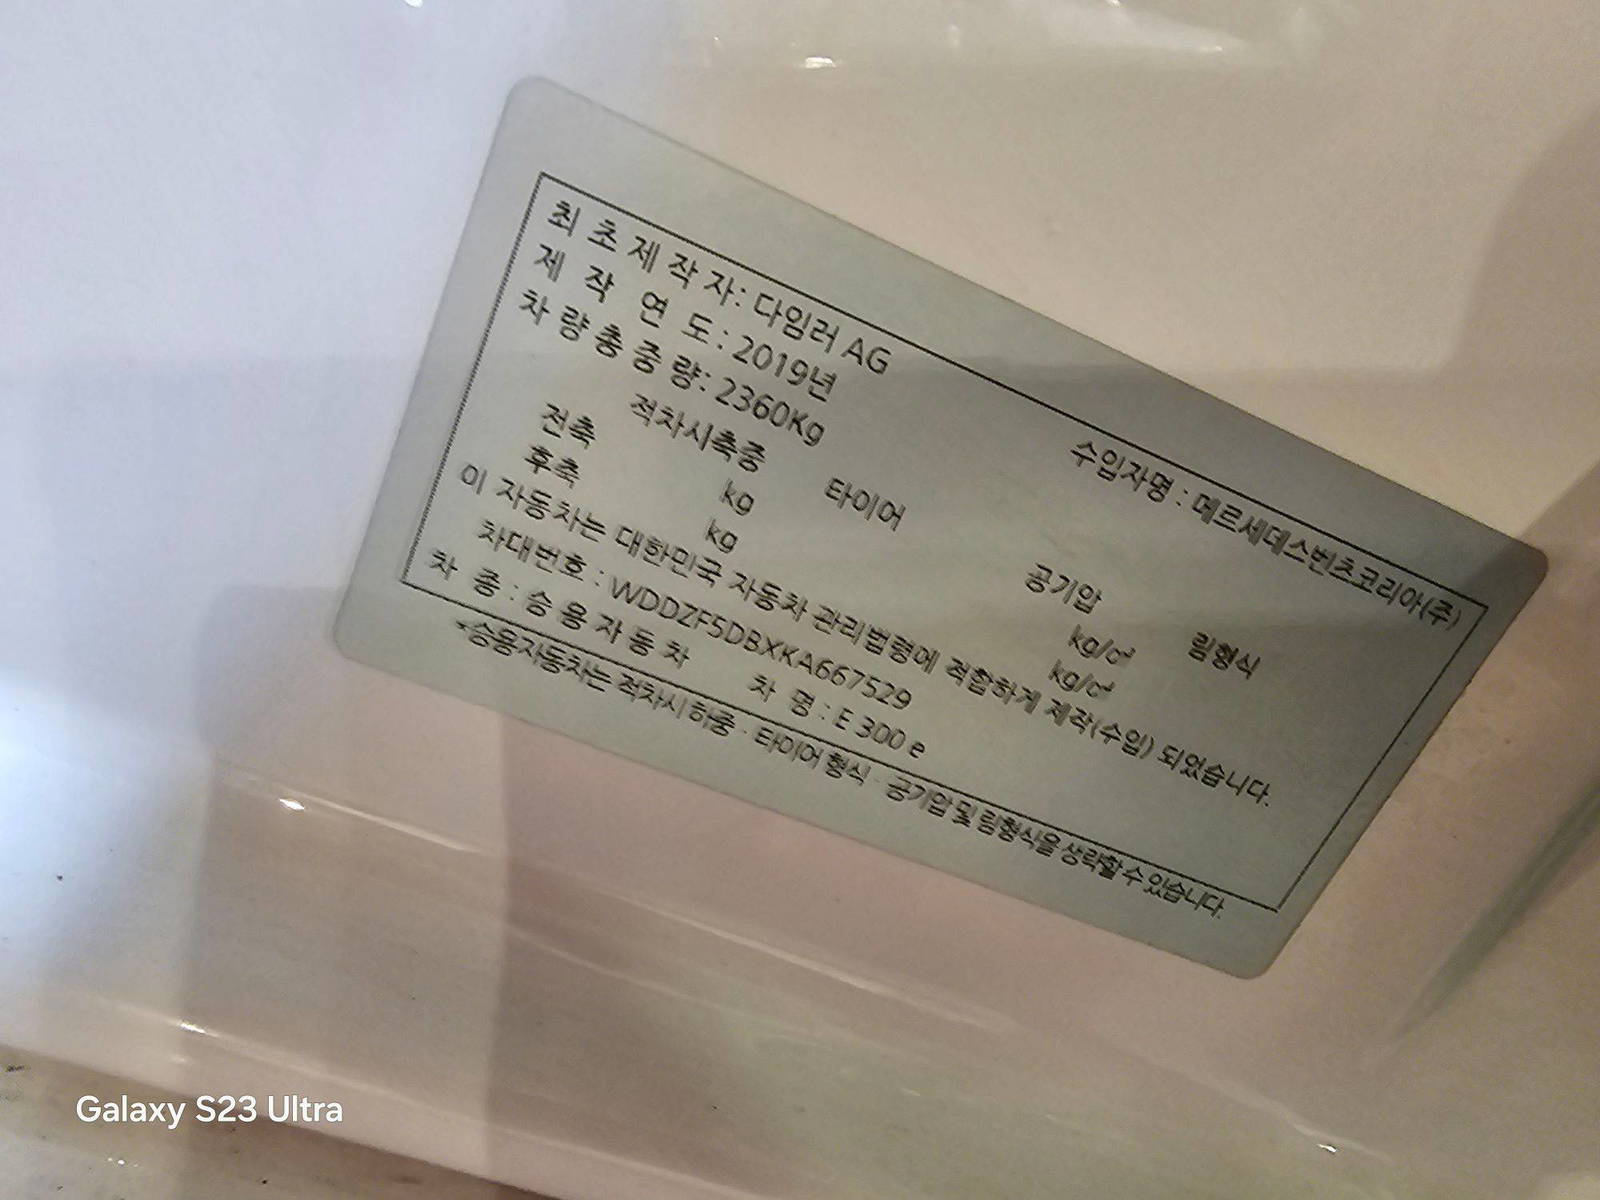 최초제작자: 다임러 AG 수입자명 : 메르세데스벤츠코리아(주)
제작연도: 2019년
차량총중량: 2360Kg
적차시축중 타이어 공기압 림형식
전축 kg kg/㎠
후축 kg kg/㎠
이 자동차는 대한민국 자동차 관리법령에 적합하게 제작(수입) 되었습니다.
차대번호 : WDDZF5DBXKA667529
차 종 : 승용자동차 차 명 : E 300 e
*승용자동차는 적차시 하중 · 타이어 형식 · 공기압 및 림형식을 생략할 수 있습니다.
Galaxy S23 Ultra